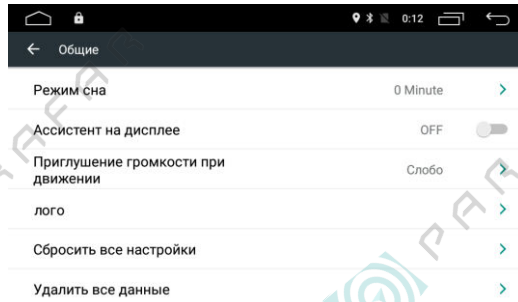 0:12
Общие
Режим сна 0 Minute
Ассистент на дисплее OFF
Приглушение громкости при
движении Слобо
лого
Сбросить все настройки
Удалить все данные